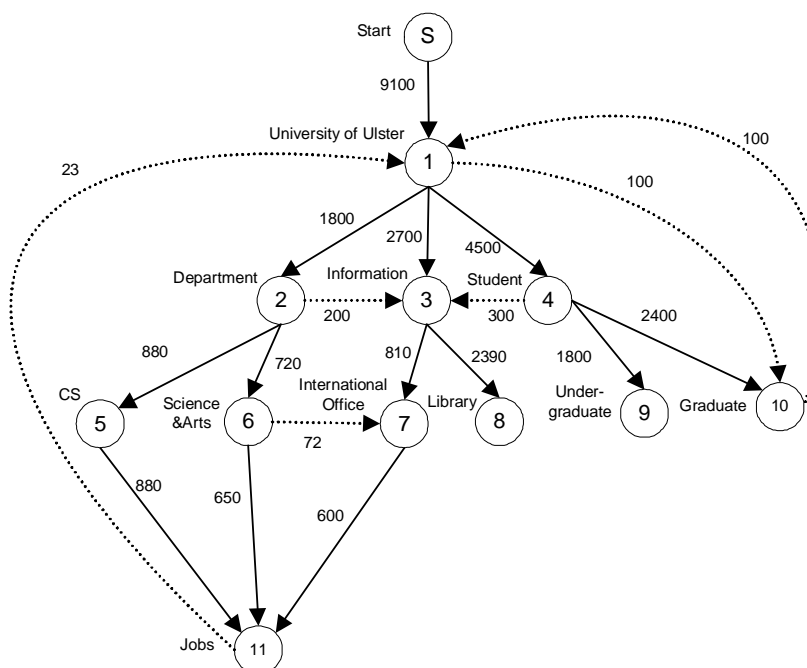 Start
S
9100
University of Ulster
1
23
100
100
1800
2700
4500
Department
Information
Student
2
3
4
200
300
880
720
810
2390
1800
2400
CS
Science
&Arts
International
Office
Library
Under-
graduate
Graduate
5
6
7
8
9
10
72
880
650
600
Jobs
11